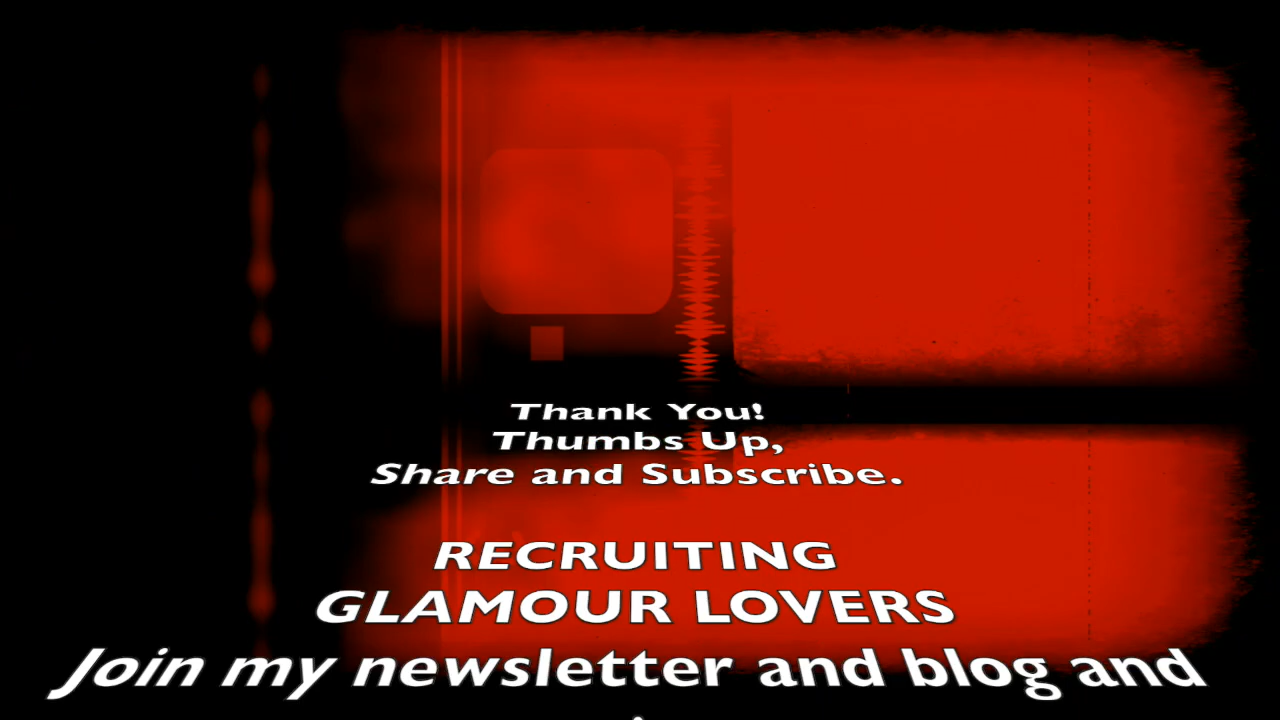 Thank You!
Thumbs Up,
Share and Subscribe.
RECRUITING
GLAMOUR LOVERS
Join my newsletter and blog and